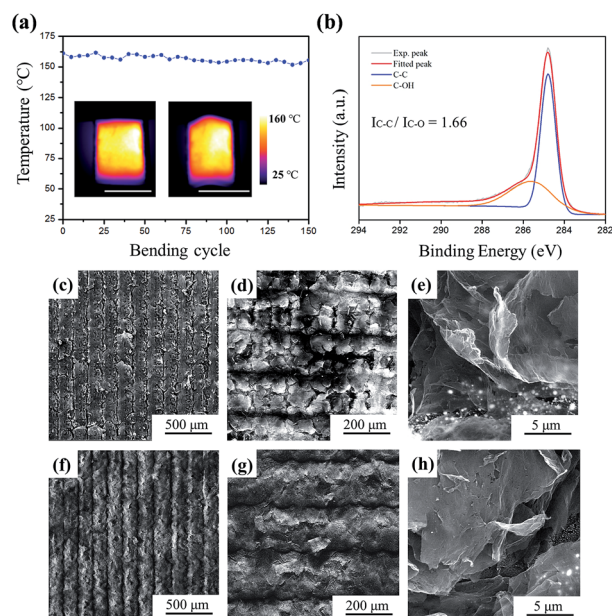 (a)
Temperature (°C)
175
150
125
100
75
50
25
0
25
50
75
100
125
150
Bending cycle
160 °C
25 °C
(b)
Intensity (a.u.)
Exp. peak
Fitted peak
C-C
C-OH
IC-C / IC-O = 1.66
294
292
290
288
286
284
282
Binding Energy (eV)
(c)
500 μm
(d)
200 μm
(e)
5 μm
(f)
500 μm
(g)
200 μm
(h)
5 μm